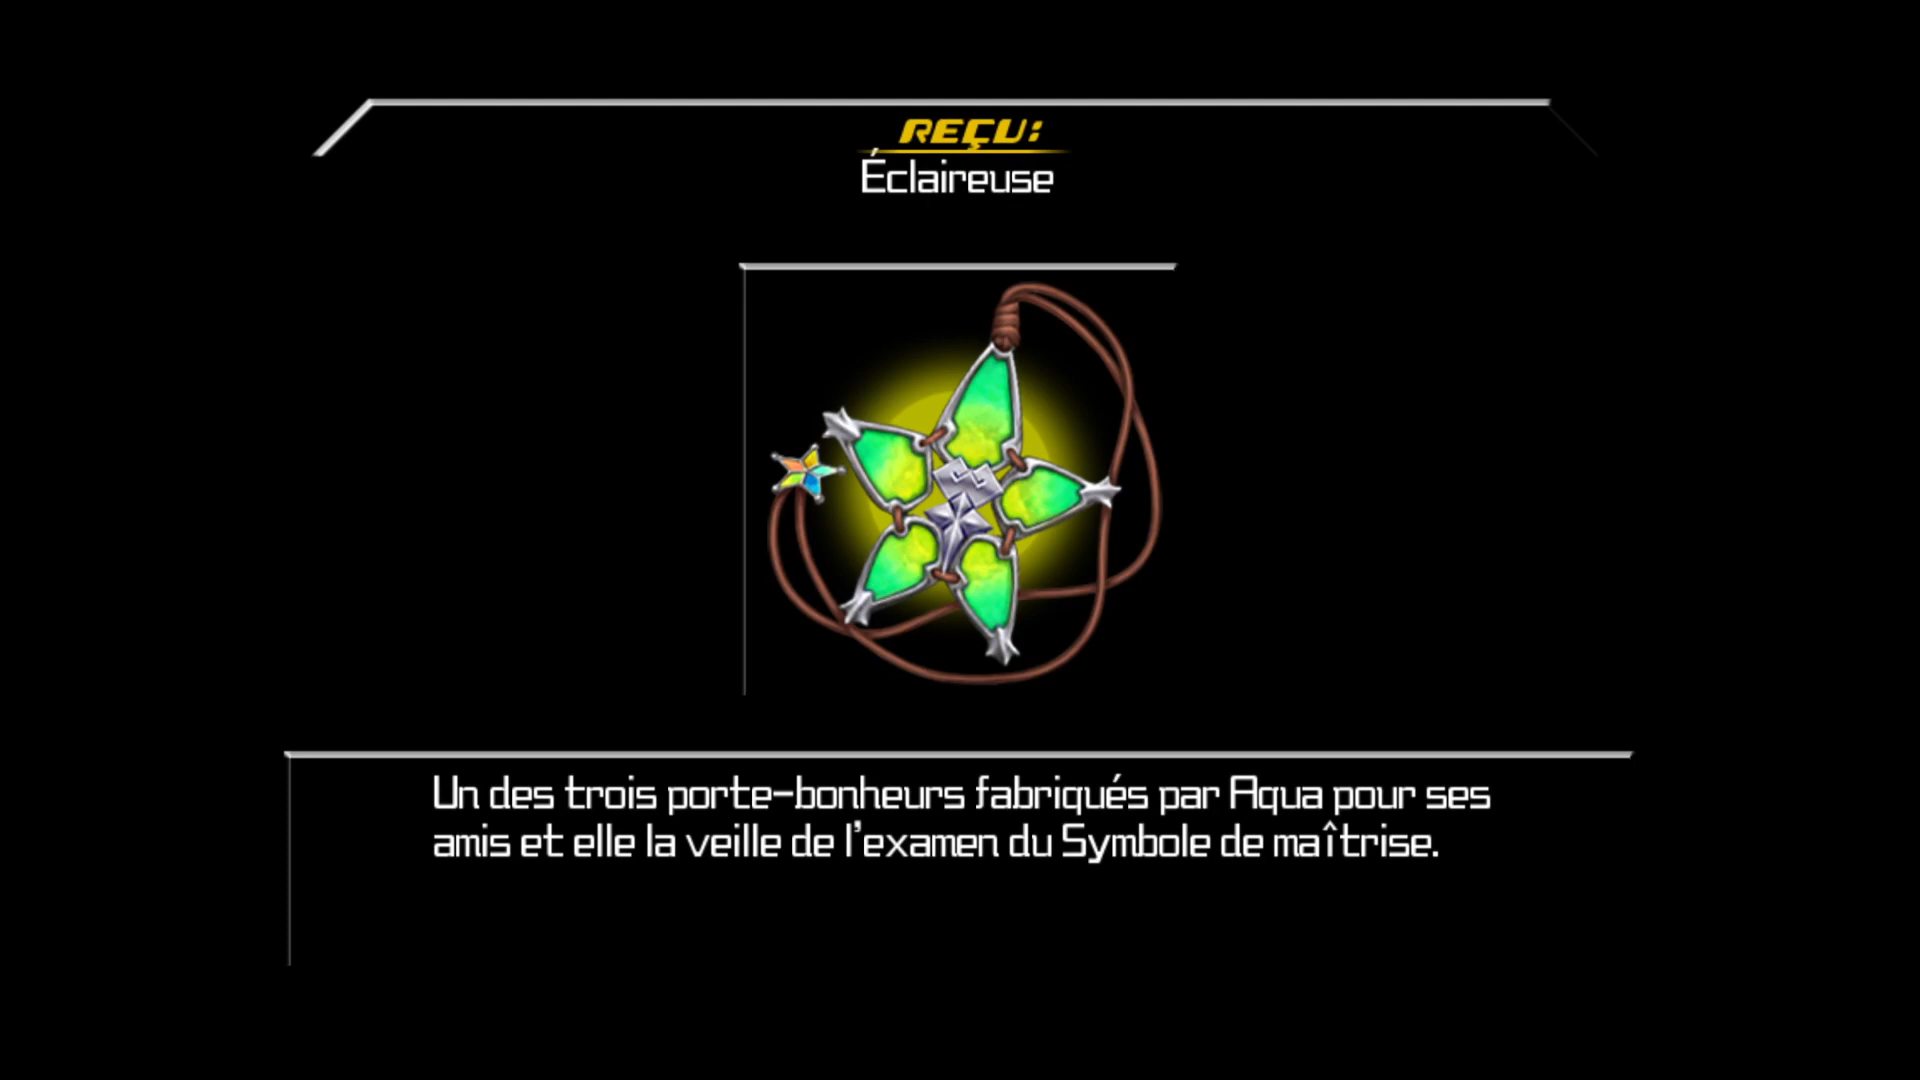 REÇU:
Éclaireuse
Un des trois porte-bonheurs fabriqués par Aqua pour ses
amis et elle la veille de l'examen du Symbole de maîtrise.